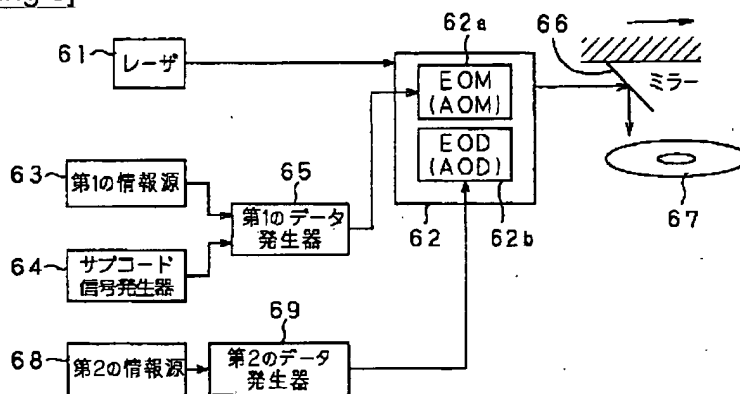 61
レーザ
62a
EOM
(AOM)
EOD
(AOD)
62
62b
66
ミラー
67
63
第1の情報源
64
サブコード
信号発生器
65
第1のデータ
発生器
68
第2の情報源
69
第2のデータ
発生器